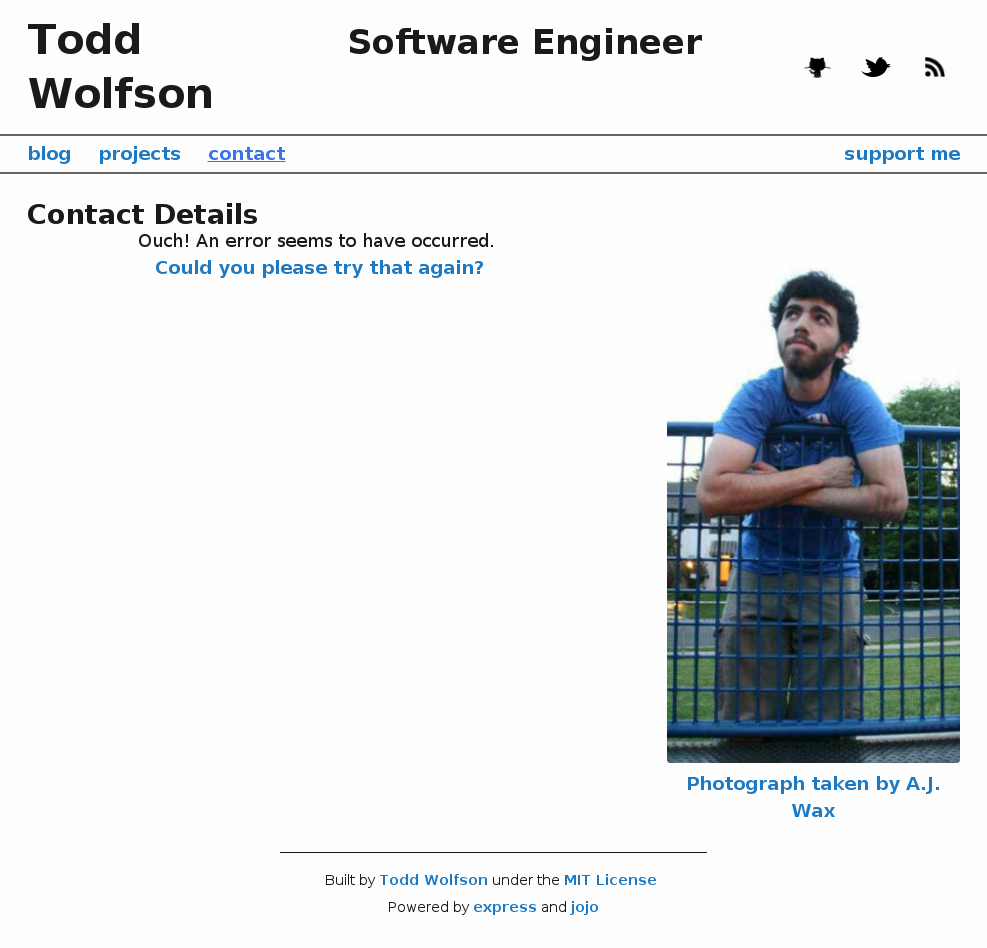 Todd
Wolfson
Software Engineer
blog projects contact support me
Contact Details
Ouch! An error seems to have occurred.
Could you please try that again?
Photograph taken by A.J.
Wax
Built by Todd Wolfson under the MIT License
Powered by express and jojo